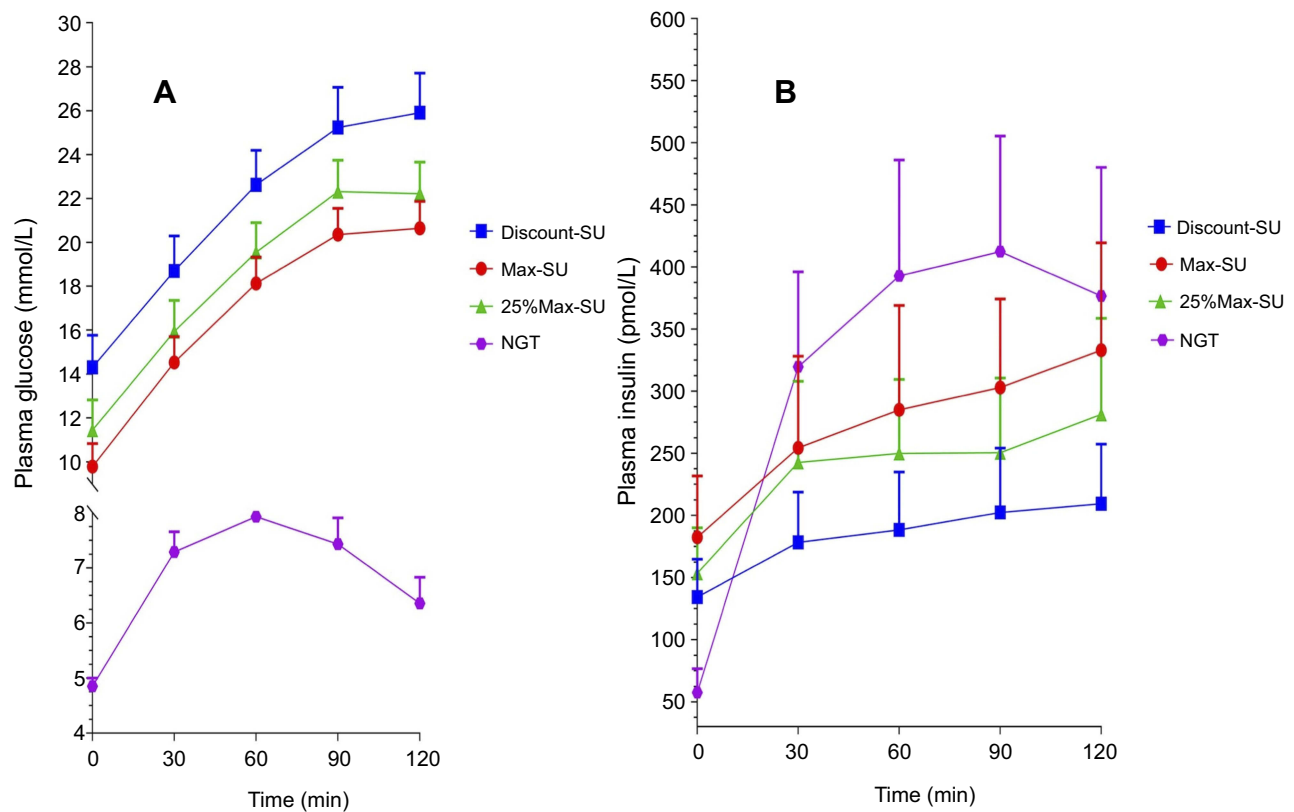 A
Plasma glucose (mmol/L)
30
28
26
24
22
20
18
16
14
12
10
8
7
6
5
4
0 30 60 90 120
Time (min)
Discount-SU
Max-SU
25%Max-SU
NGT
B
Plasma insulin (pmol/L)
600
550
500
450
400
350
300
250
200
150
100
50
0 30 60 90 120
Time (min)
Discount-SU
Max-SU
25%Max-SU
NGT